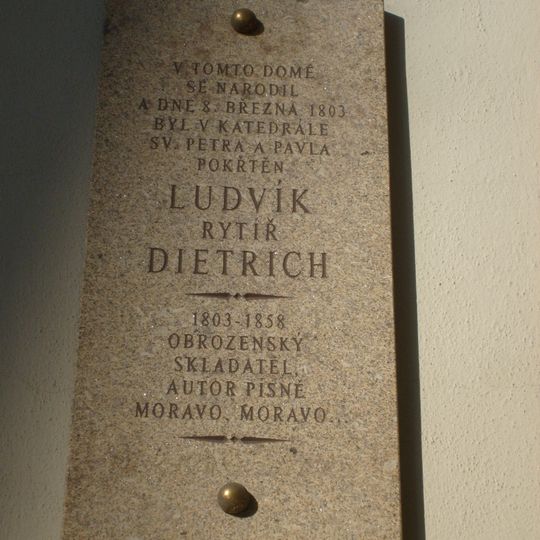 V TOMTO DOMĚ
SE NARODIL
A DNE 8. BŘEZNA 1803
BYL V KATEDRÁLE
SV. PETRA A PAVLA
POKŘTĚN
LUDVÍK
RYTÍŘ
DIETRICH
1803-1858
OBROZENSKÝ
SKLADATEL,
AUTOR PÍSNĚ
MORAVO, MORAVO...